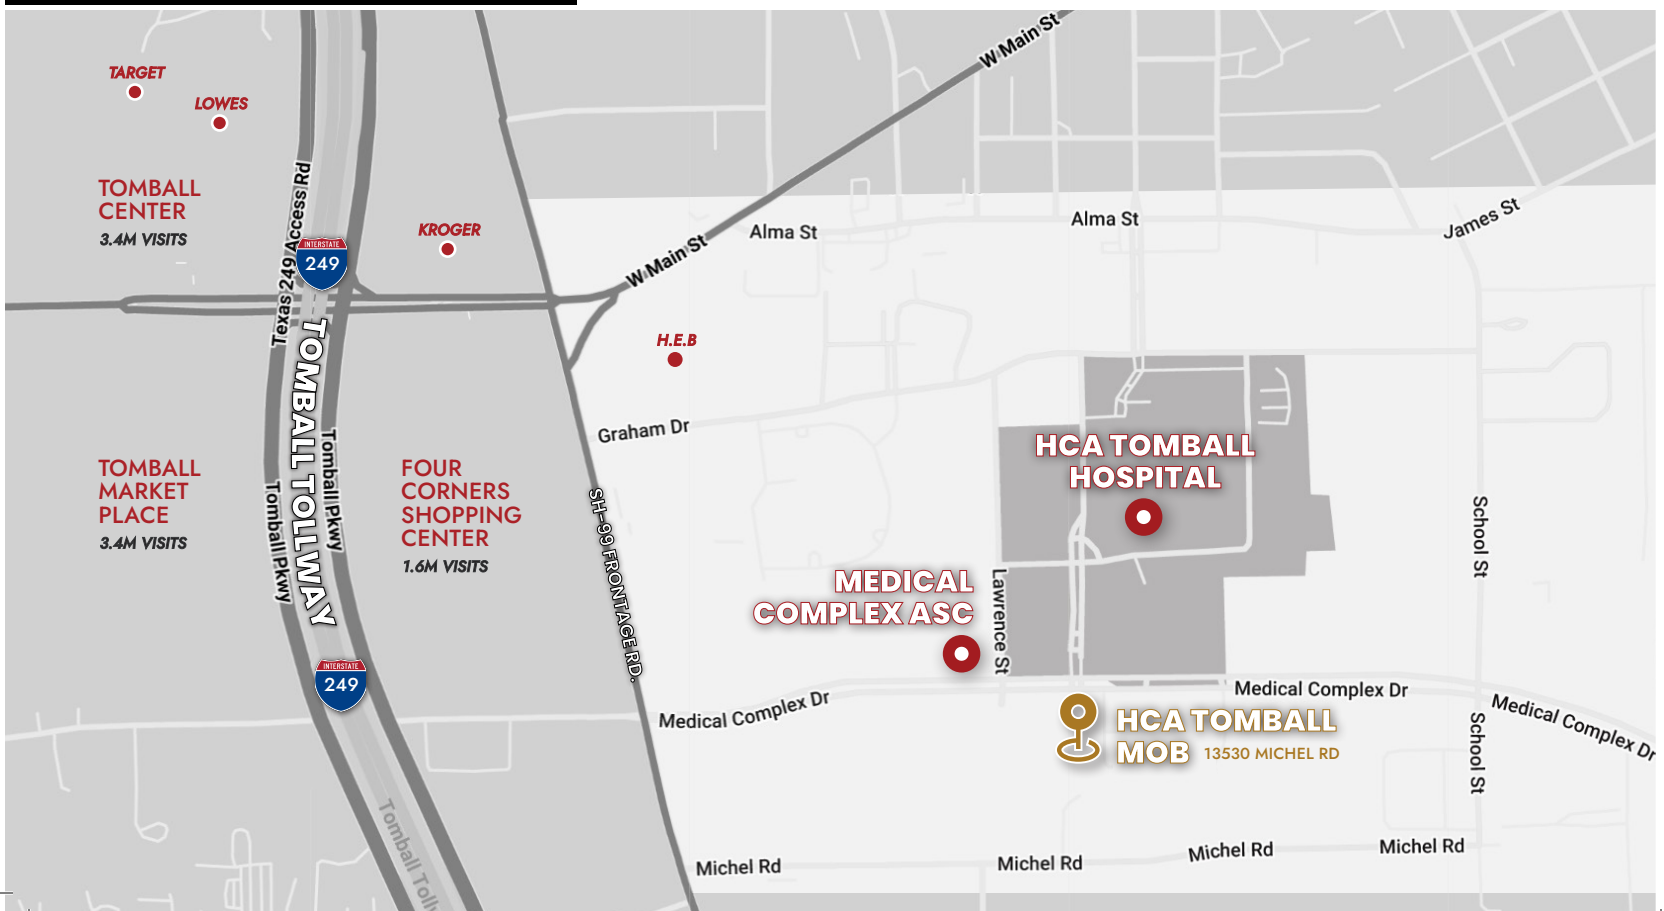 W Main St
TARGET
LOWES
Texas 249 Access Rd
TOMBALL
CENTER
3.4M VISITS
KROGER
INTERSTATE
249
W Main St
Alma St
Alma St
James St
H.E.B
TOMBALL TOLLWAY
Graham Dr
Tomball Pkwy
Tomball Pkwy
TOMBALL
MARKET
PLACE
3.4M VISITS
FOUR
CORNERS
SHOPPING
CENTER
1.6M VISITS
SH-99 FRONTAGE RD.
HCA TOMBALL
HOSPITAL
School St
MEDICAL
COMPLEX ASC
Lawrence St
INTERSTATE
249
Medical Complex Dr
Medical Complex Dr
Medical Complex Dr
HCA TOMBALL
MOB 13530 MICHEL RD
School St
Tomball Tollw
Michel Rd
Michel Rd
Michel Rd
Michel Rd